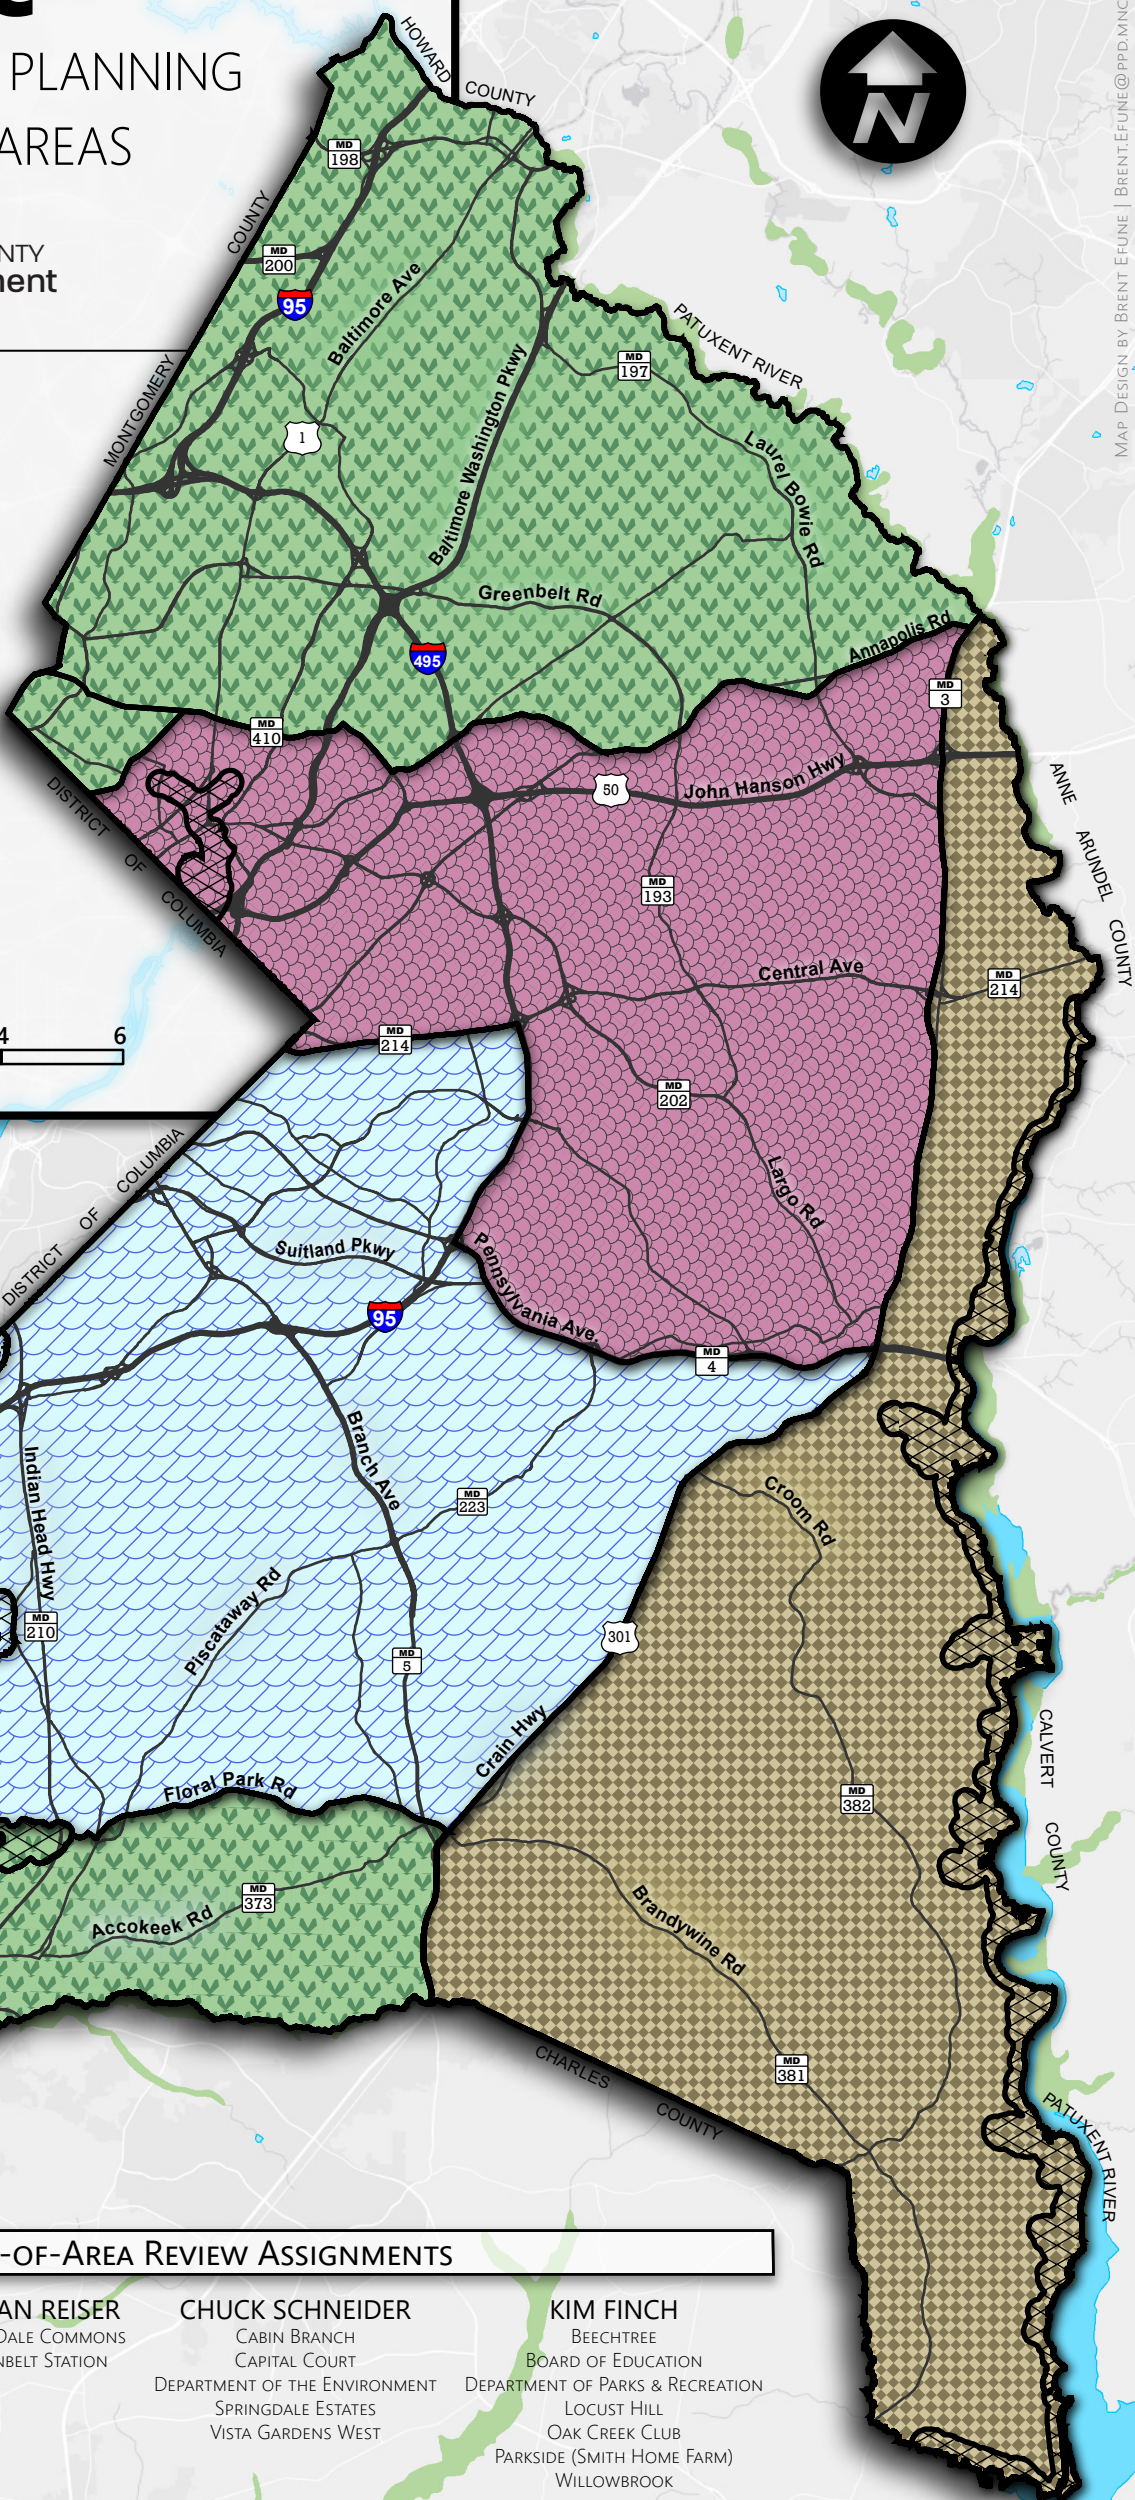 PLANNING
AREAS
NTY
ment
4
6
HOWARD COUNTY
MONTGOMERY COUNTY
PATUXENT RIVER
ANNE ARUNDEL COUNTY
DISTRICT OF COLUMBIA
DISTRICT OF COLUMBIA
CALVERT COUNTY
CHARLES COUNTY
PATUXENT RIVER
N
MAP DESIGN BY BRENT EFUNE | BRENT.EFUNE@PPD.MNC
MD 198
MD 200
95
Baltimore Ave
1
Baltimore Washington Pkwy
MD 197
Laurel Bowie Rd
Greenbelt Rd
495
Annapolis Rd
MD 3
MD 410
50
John Hanson Hwy
MD 193
Central Ave
MD 214
MD 214
MD 202
Largo Rd
Suitland Pkwy
Pennsylvania Ave.
95
MD 4
Branch Ave
Indian Head Hwy
MD 223
Croom Rd
Piscataway Rd
MD 210
MD 5
301
Crain Hwy
Floral Park Rd
MD 382
MD 373
Accokeek Rd
Brandywine Rd
MD 381
-OF-AREA REVIEW ASSIGNMENTS
AN REISER
DALE COMMONS
NBELT STATION
CHUCK SCHNEIDER
CABIN BRANCH
CAPITAL COURT
DEPARTMENT OF THE ENVIRONMENT
SPRINGDALE ESTATES
VISTA GARDENS WEST
KIM FINCH
BEECHTREE
BOARD OF EDUCATION
DEPARTMENT OF PARKS & RECREATION
LOCUST HILL
OAK CREEK CLUB
PARKSIDE (SMITH HOME FARM)
WILLOWBROOK